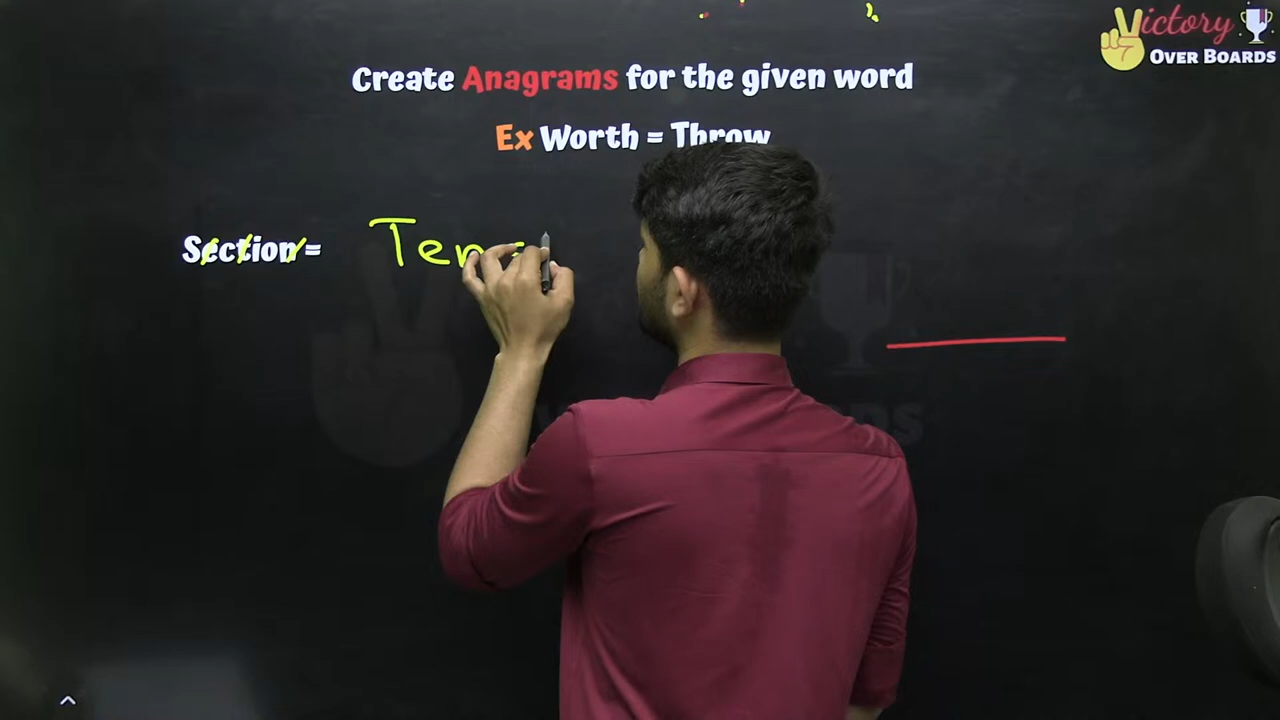 Victory
Over Boards
Create Anagrams for the given word
Ex Worth = Throw
Section =